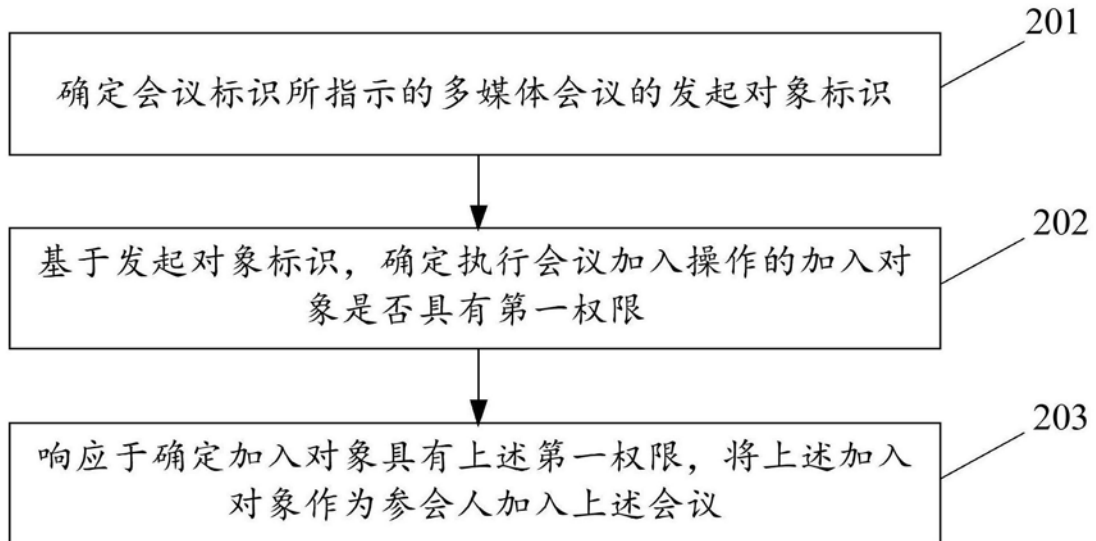 201
确定会议标识所指示的多媒体会议的发起对象标识
202
基于发起对象标识，确定执行会议加入操作的加入对
象是否具有第一权限
203
响应于确定加入对象具有上述第一权限，将上述加入
对象作为参会人加入上述会议